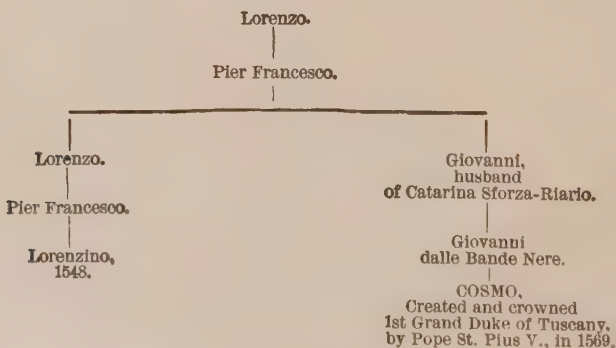 Lorenzo.
Pier Francesco.
Lorenzo.
Pier Francesco.
Lorenzino,
1548.
Giovanni,
husband
of Catarina Sforza-Riario.
Giovanni
dalle Bande Nere.
COSMO,
Created and crowned
1st Grand Duke of Tuscany.
by Pope St. Pius V., in 1569.